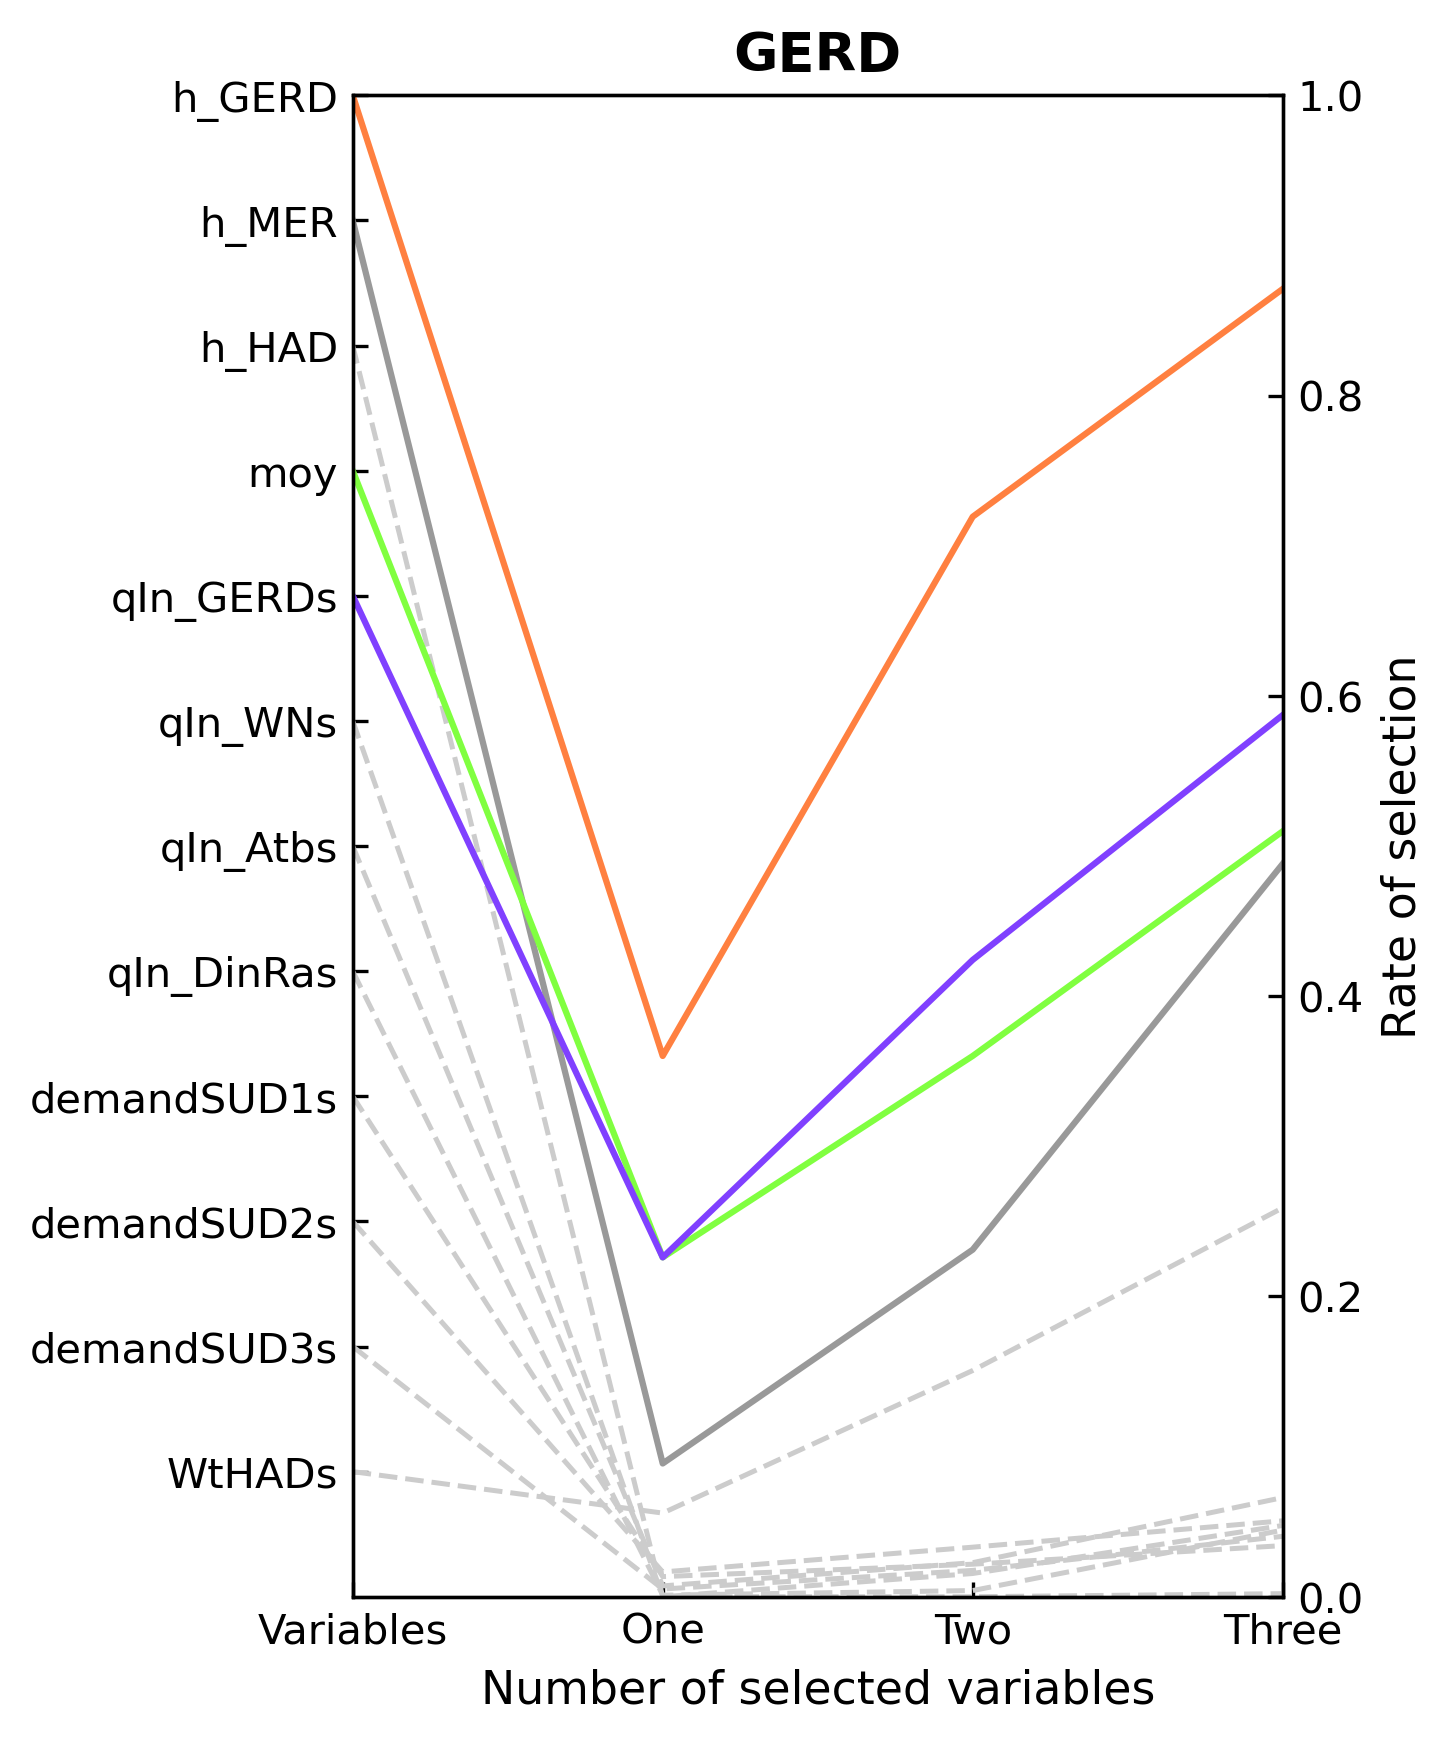 GERD
h_GERD
h_MER
h_HAD
moy
qIn_GERDs
qIn_WNs
qIn_Atbs
qIn_DinRas
demandSUD1s
demandSUD2s
demandSUD3s
WtHADs
1.0
0.8
0.6
0.4
0.2
0.0
Rate of selection
Variables One Two Three
Number of selected variables